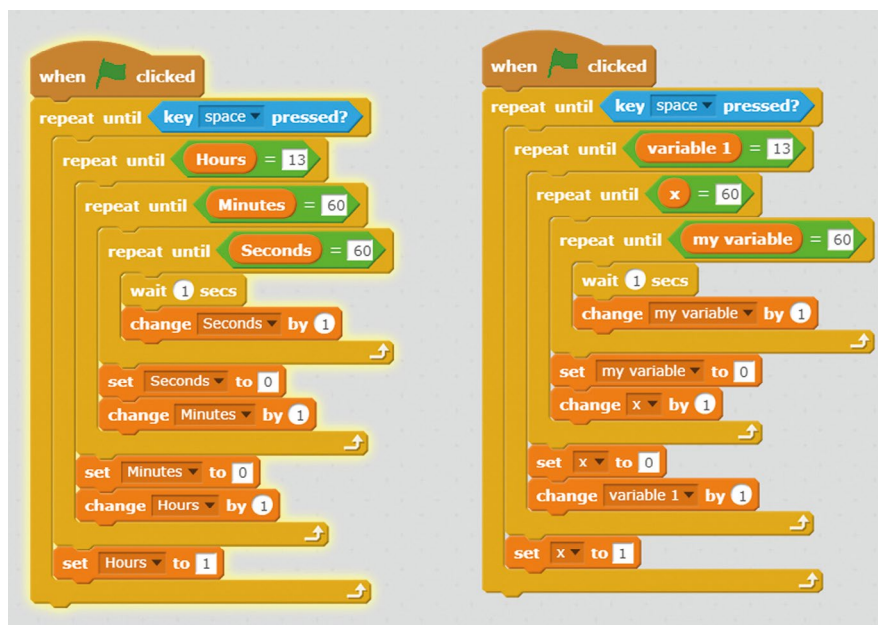 when clicked
repeat until key space pressed?
repeat until Hours = 13
repeat until Minutes = 60
repeat until Seconds = 60
wait 1 secs
change Seconds by 1
set Seconds to 0
change Minutes by 1
set Minutes to 0
change Hours by 1
set Hours to 1
when clicked
repeat until key space pressed?
repeat until variable 1 = 13
repeat until x = 60
repeat until my variable = 60
wait 1 secs
change my variable by 1
set my variable to 0
change x by 1
set x to 0
change variable 1 by 1
set x to 1